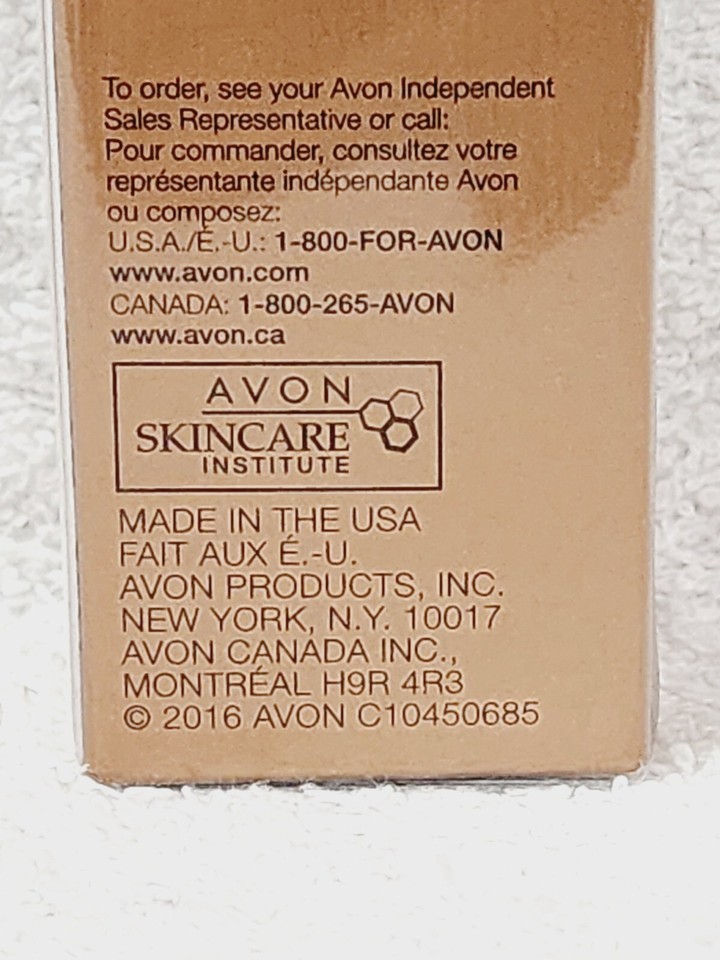 To order, see your Avon Independent
Sales Representative or call:
Pour commander, consultez votre
représentante indépendante Avon
ou composez:
U.S.A./É.-U.: 1-800-FOR-AVON
www.avon.com
CANADA: 1-800-265-AVON
www.avon.ca
AVON
SKINCARE
INSTITUTE
MADE IN THE USA
FAIT AUX É.-U.
AVON PRODUCTS, INC.
NEW YORK, N.Y. 10017
AVON CANADA INC.,
MONTRÉAL H9R 4R3
© 2016 AVON C10450685